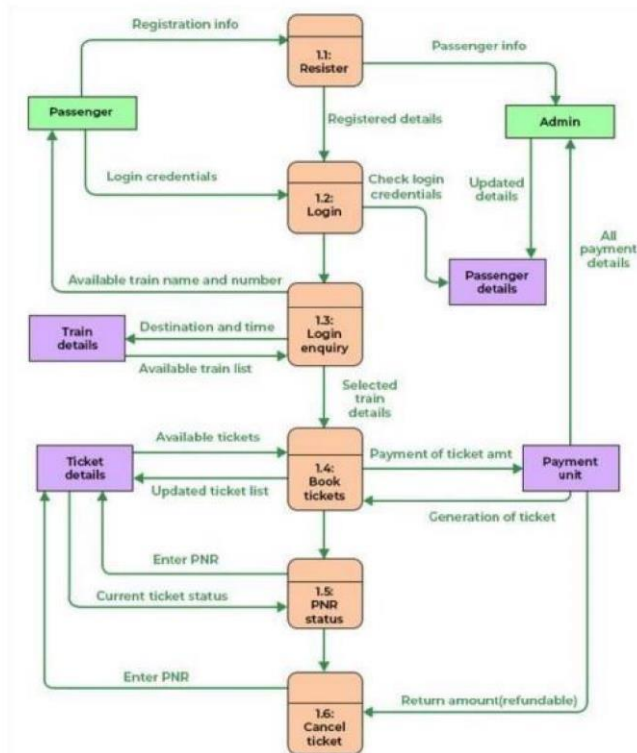 Registration info
1.1:
Resister
Passenger info
Passenger
Admin
Registered details
Login credentials
1.2:
Login
Check login
credentials
Updated
details
All
payment
details
Available train name and number
Passenger
details
1.3:
Login
enquiry
Train
details
Destination and time
Available train list
Selected
train
details
Ticket
details
Available tickets
Updated ticket list
1.4:
Book
tickets
Payment of ticket amt
Payment
unit
Generation of ticket
Enter PNR
Current ticket status
1.5:
PNR
status
Enter PNR
Return amount(refundable)
1.6:
Cancel
ticket